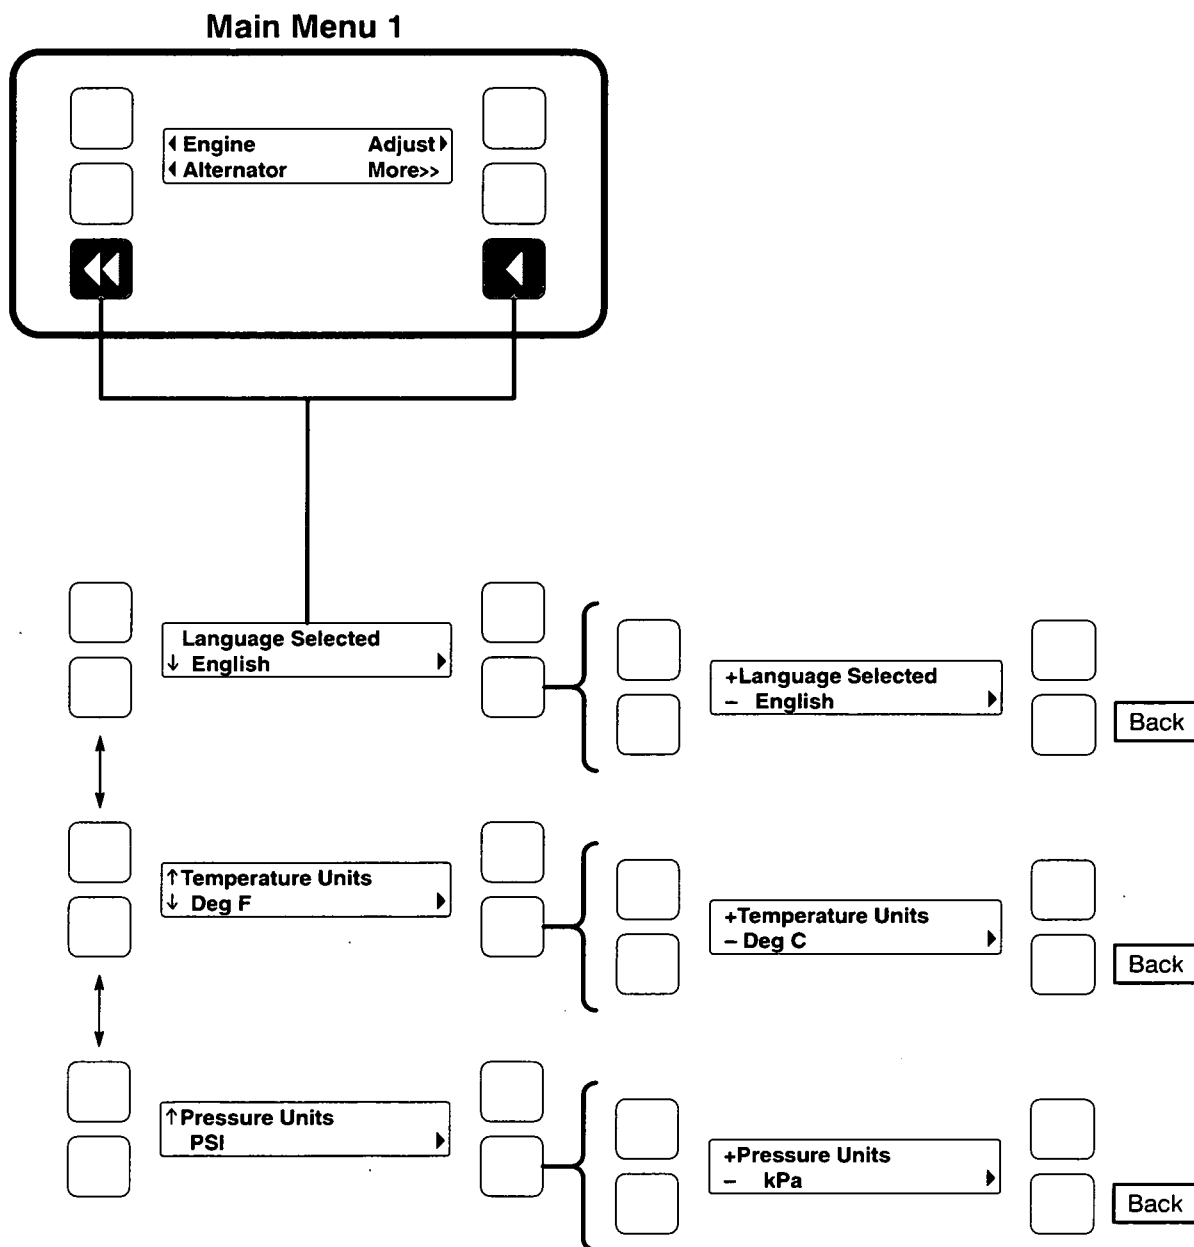 Main Menu 1
◀ Engine Adjust ▶
◀ Alternator More>>
Language Selected
↓ English ▶
+Language Selected
– English ▶
Back
↑Temperature Units
↓ Deg F ▶
+Temperature Units
– Deg C ▶
Back
↑Pressure Units
PSI ▶
+Pressure Units
– kPa ▶
Back